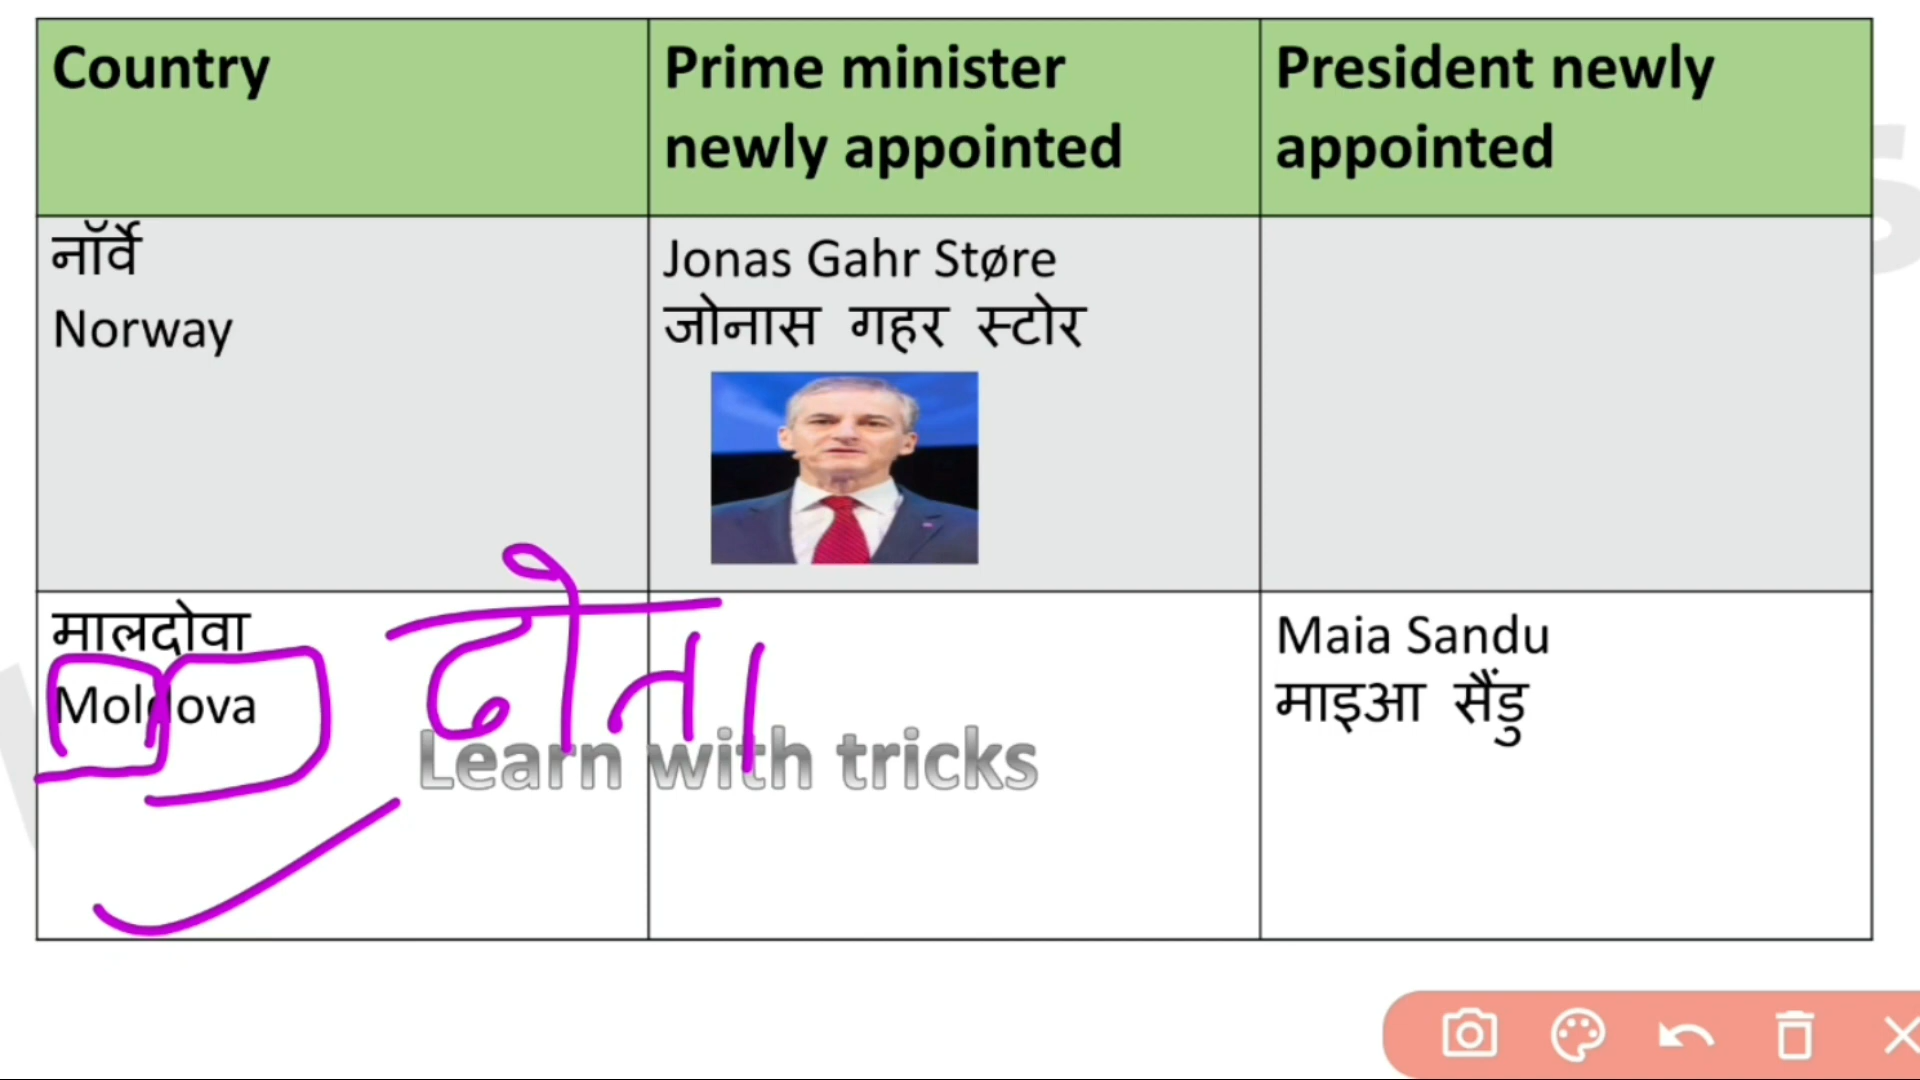 Country
Prime minister
newly appointed
President newly
appointed
नॉर्वे
Norway
Jonas Gahr Støre
जोनास गहर स्टोर
मालदोवा
Moldova
Maia Sandu
माइआ सैंडु
Learn with tricks